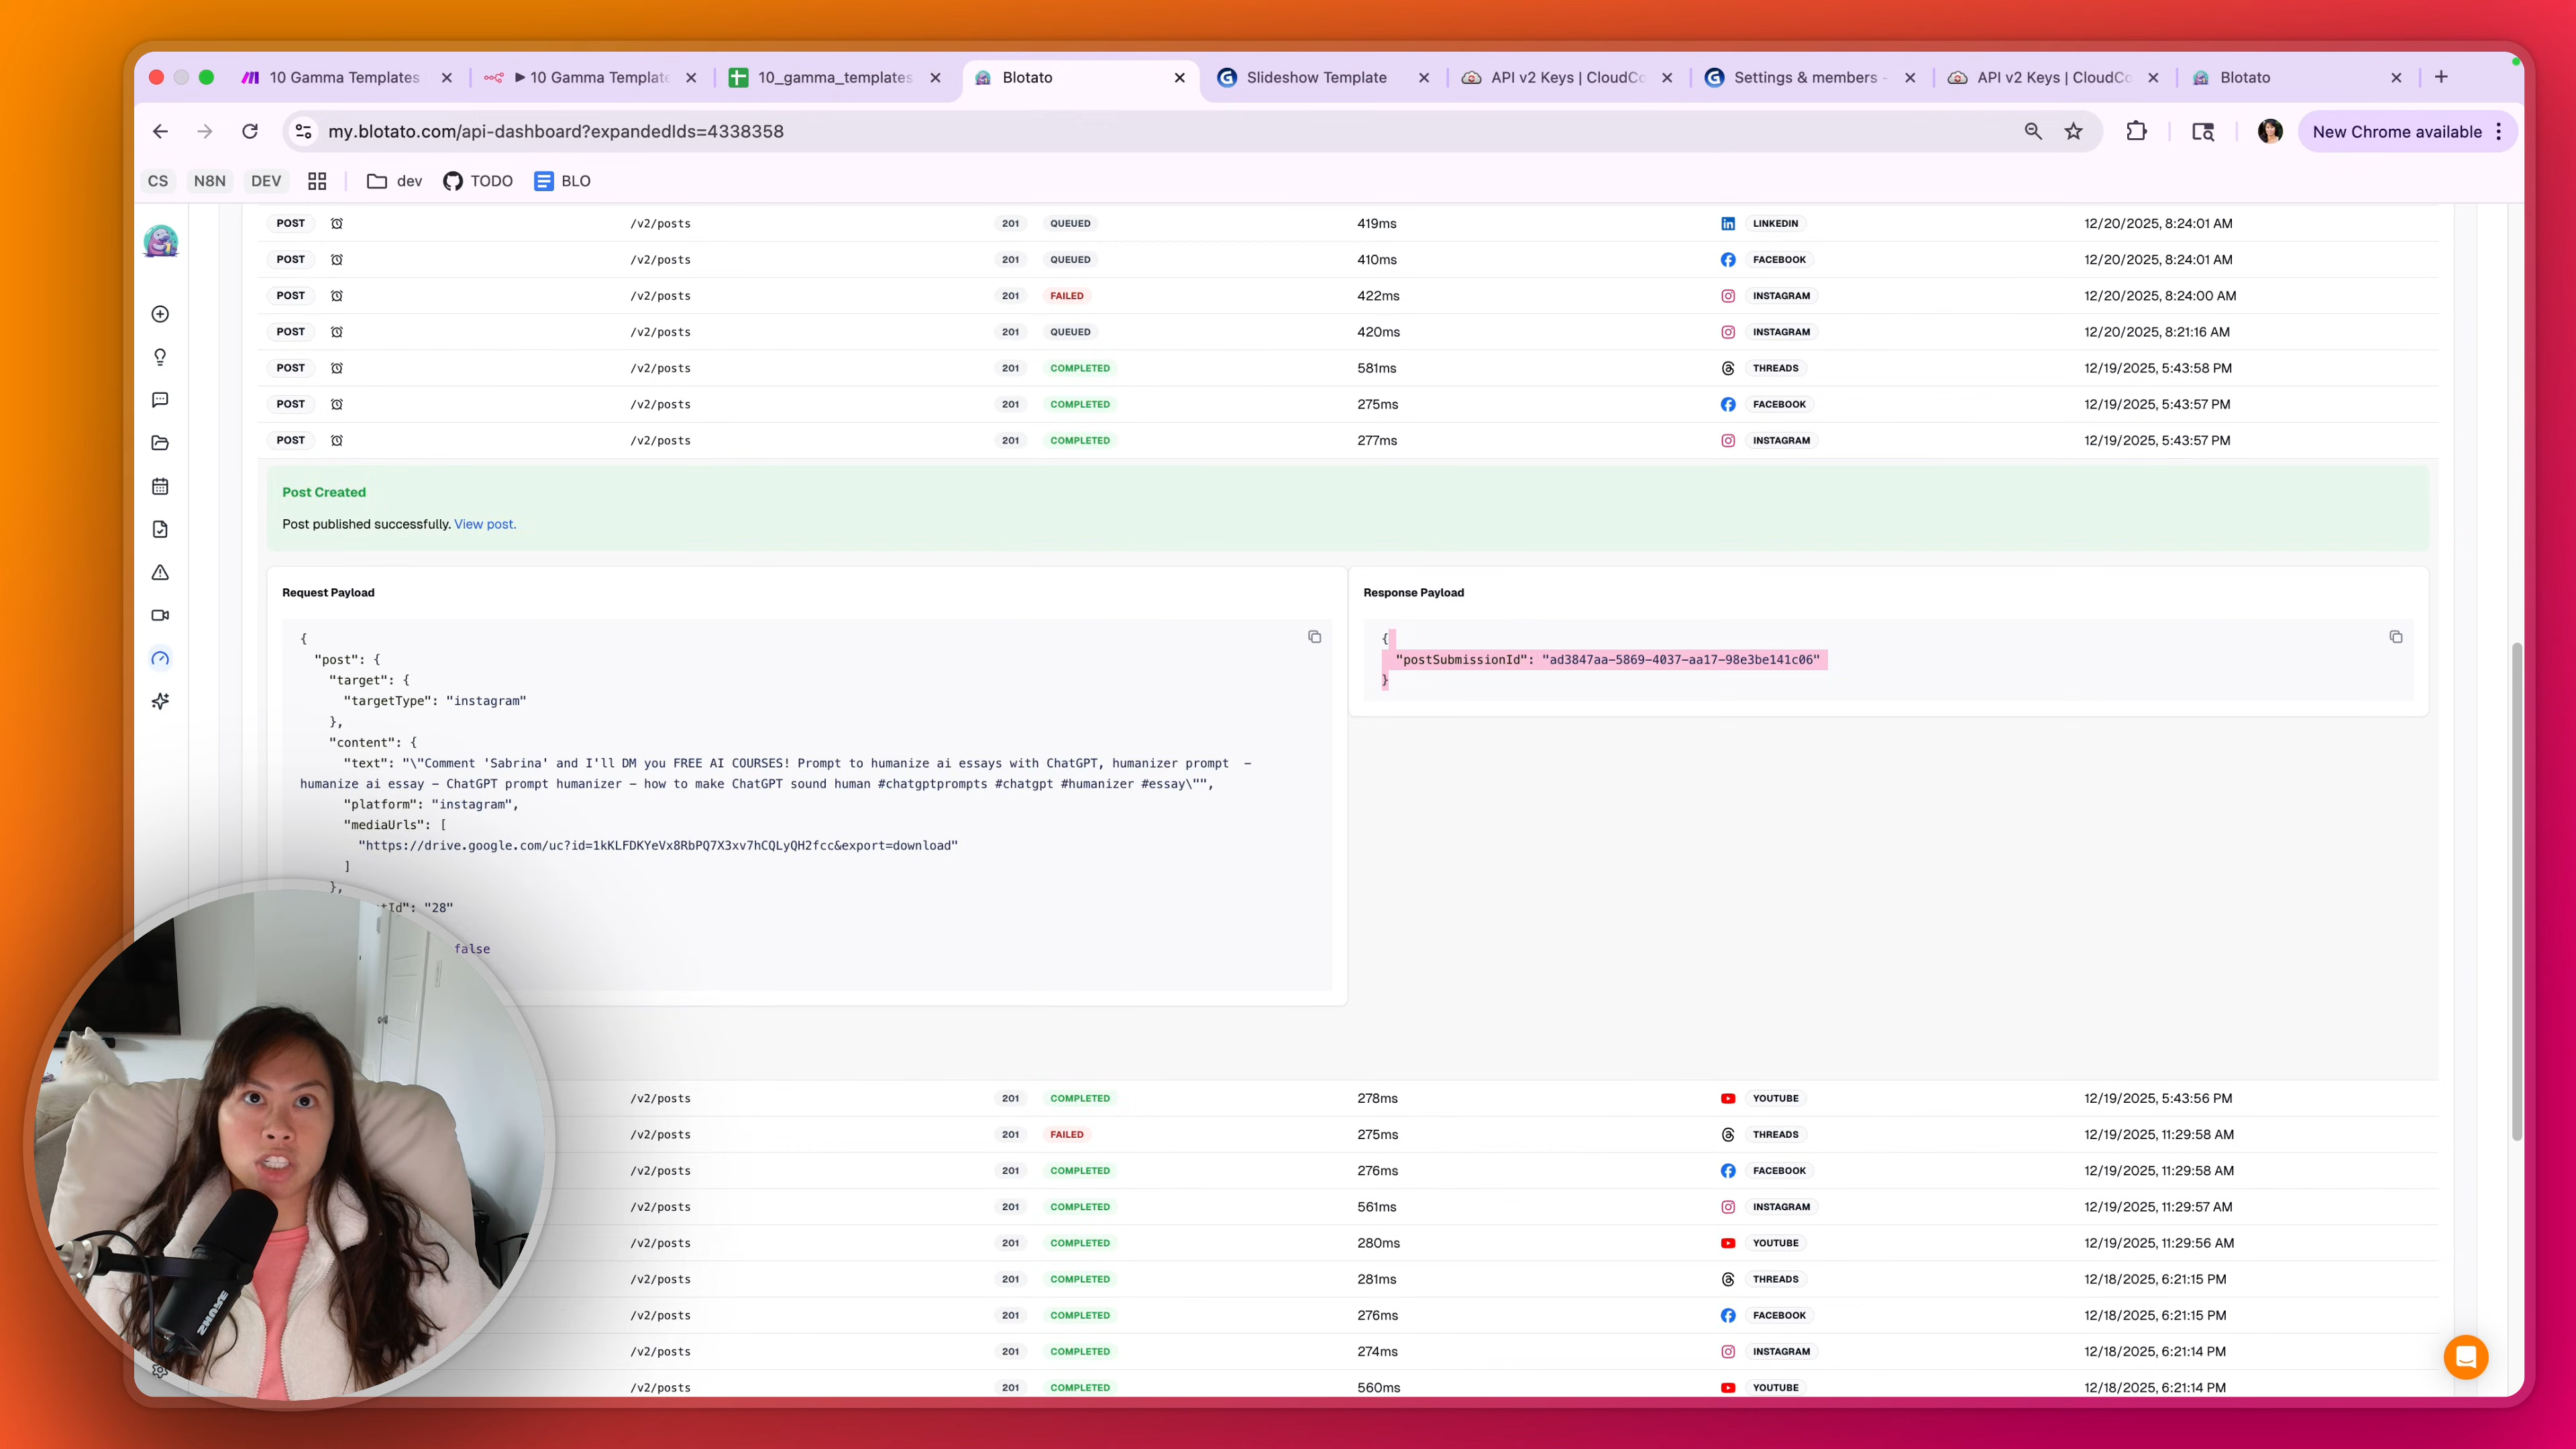 10 Gamma Templates
▶ 10 Gamma Template
10_gamma_templates
Blotato
Slideshow Template
API v2 Keys | CloudCo
Settings & members -
API v2 Keys | CloudCo
Blotato
my.blotato.com/api-dashboard?expandedIds=4338358
New Chrome available
CS
N8N
DEV
dev
TODO
BLO
POST /v2/posts 201 QUEUED 419ms LINKEDIN 12/20/2025, 8:24:01 AM
POST /v2/posts 201 QUEUED 410ms FACEBOOK 12/20/2025, 8:24:01 AM
POST /v2/posts 201 FAILED 422ms INSTAGRAM 12/20/2025, 8:24:00 AM
POST /v2/posts 201 QUEUED 420ms INSTAGRAM 12/20/2025, 8:21:16 AM
POST /v2/posts 201 COMPLETED 581ms THREADS 12/19/2025, 5:43:58 PM
POST /v2/posts 201 COMPLETED 275ms FACEBOOK 12/19/2025, 5:43:57 PM
POST /v2/posts 201 COMPLETED 277ms INSTAGRAM 12/19/2025, 5:43:57 PM
Post Created
Post published successfully. View post.
Request Payload
{
"post": {
"target": {
"targetType": "instagram"
},
"content": {
"text": "\"Comment 'Sabrina' and I'll DM you FREE AI COURSES! Prompt to humanize ai essays with ChatGPT, humanizer prompt –
humanize ai essay – ChatGPT prompt humanizer – how to make ChatGPT sound human #chatgptprompts #chatgpt #humanizer #essay\"",
"platform": "instagram",
"mediaUrls": [
"https://drive.google.com/uc?id=1kKLFDKYeVx8RbPQ7X3xv7hCQLyQH2fcc&export=download"
]
},
tId": "28"
false
Response Payload
{
"postSubmissionId": "ad3847aa-5869-4037-aa17-98e3be141c06"
}
/v2/posts 201 COMPLETED 278ms YOUTUBE 12/19/2025, 5:43:56 PM
/v2/posts 201 FAILED 275ms THREADS 12/19/2025, 11:29:58 AM
/v2/posts 201 COMPLETED 276ms FACEBOOK 12/19/2025, 11:29:58 AM
/v2/posts 201 COMPLETED 561ms INSTAGRAM 12/19/2025, 11:29:57 AM
/v2/posts 201 COMPLETED 280ms YOUTUBE 12/19/2025, 11:29:56 AM
/v2/posts 201 COMPLETED 281ms THREADS 12/18/2025, 6:21:15 PM
/v2/posts 201 COMPLETED 276ms FACEBOOK 12/18/2025, 6:21:15 PM
/v2/posts 201 COMPLETED 274ms INSTAGRAM 12/18/2025, 6:21:14 PM
/v2/posts 201 COMPLETED 560ms YOUTUBE 12/18/2025, 6:21:14 PM
SHURE